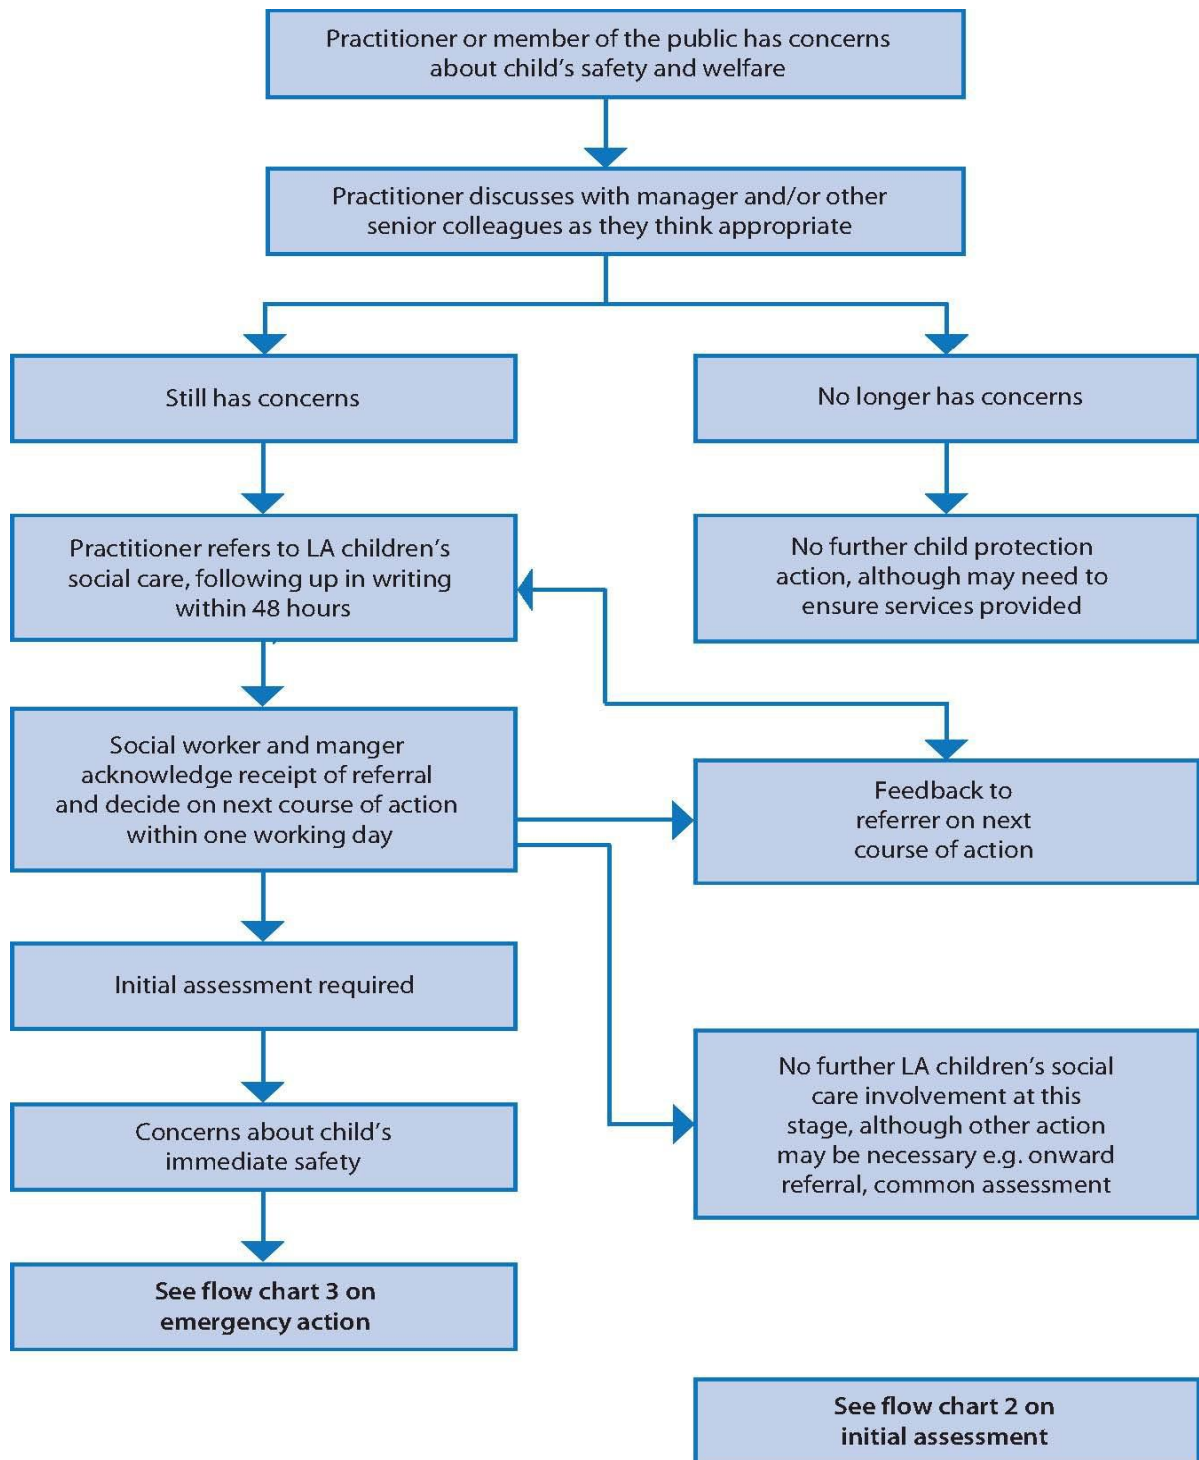 Practitioner or member of the public has concerns
about child's safety and welfare
Practitioner discusses with manager and/or other
senior colleagues as they think appropriate
Still has concerns
No longer has concerns
Practitioner refers to LA children's
social care, following up in writing
within 48 hours
No further child protection
action, although may need to
ensure services provided
Social worker and manger
acknowledge receipt of referral
and decide on next course of action
within one working day
Feedback to
referrer on next
course of action
Initial assessment required
No further LA children's social
care involvement at this
stage, although other action
may be necessary e.g. onward
referral, common assessment
Concerns about child's
immediate safety
See flow chart 3 on
emergency action
See flow chart 2 on
initial assessment